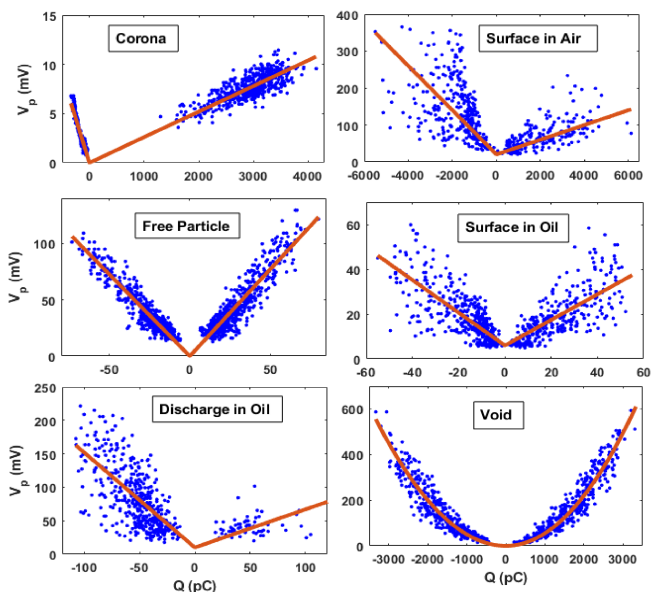 15
10
5
0
V_p (mV)
Corona
0 1000 2000 3000 4000
400
300
200
100
0
Surface in Air
-6000 -4000 -2000 0 2000 4000 6000
100
50
0
V_p (mV)
Free Particle
-50 0 50
60
40
20
0
Surface in Oil
-60 -40 -20 0 20 40 60
250
200
150
100
50
0
V_p (mV)
Discharge in Oil
-100 -50 0 50 100
Q (pC)
600
400
200
0
Void
-3000 -2000 -1000 0 1000 2000 3000
Q (pC)